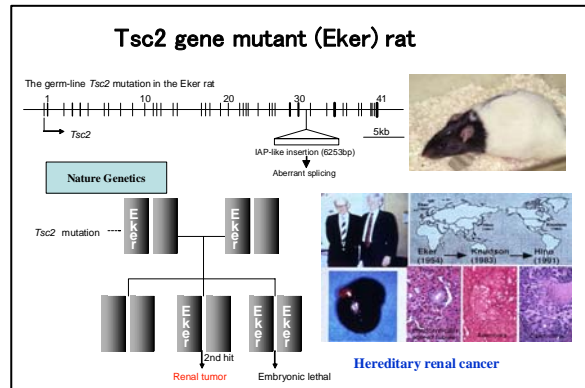 Tsc2 gene mutant (Eker) rat
The germ-line Tsc2 mutation in the Eker rat
1 10 20 30 41
Tsc2
5kb
IAP-like insertion (6253bp)
Aberrant splicing
Nature Genetics
Tsc2 mutation
Eker
Eker
Eker
Eker
Eker
2nd hit
Renal tumor
Embryonic lethal
Eker
(1954)
Knudson
(1983)
Hino
(1991)
Hereditary renal cancer